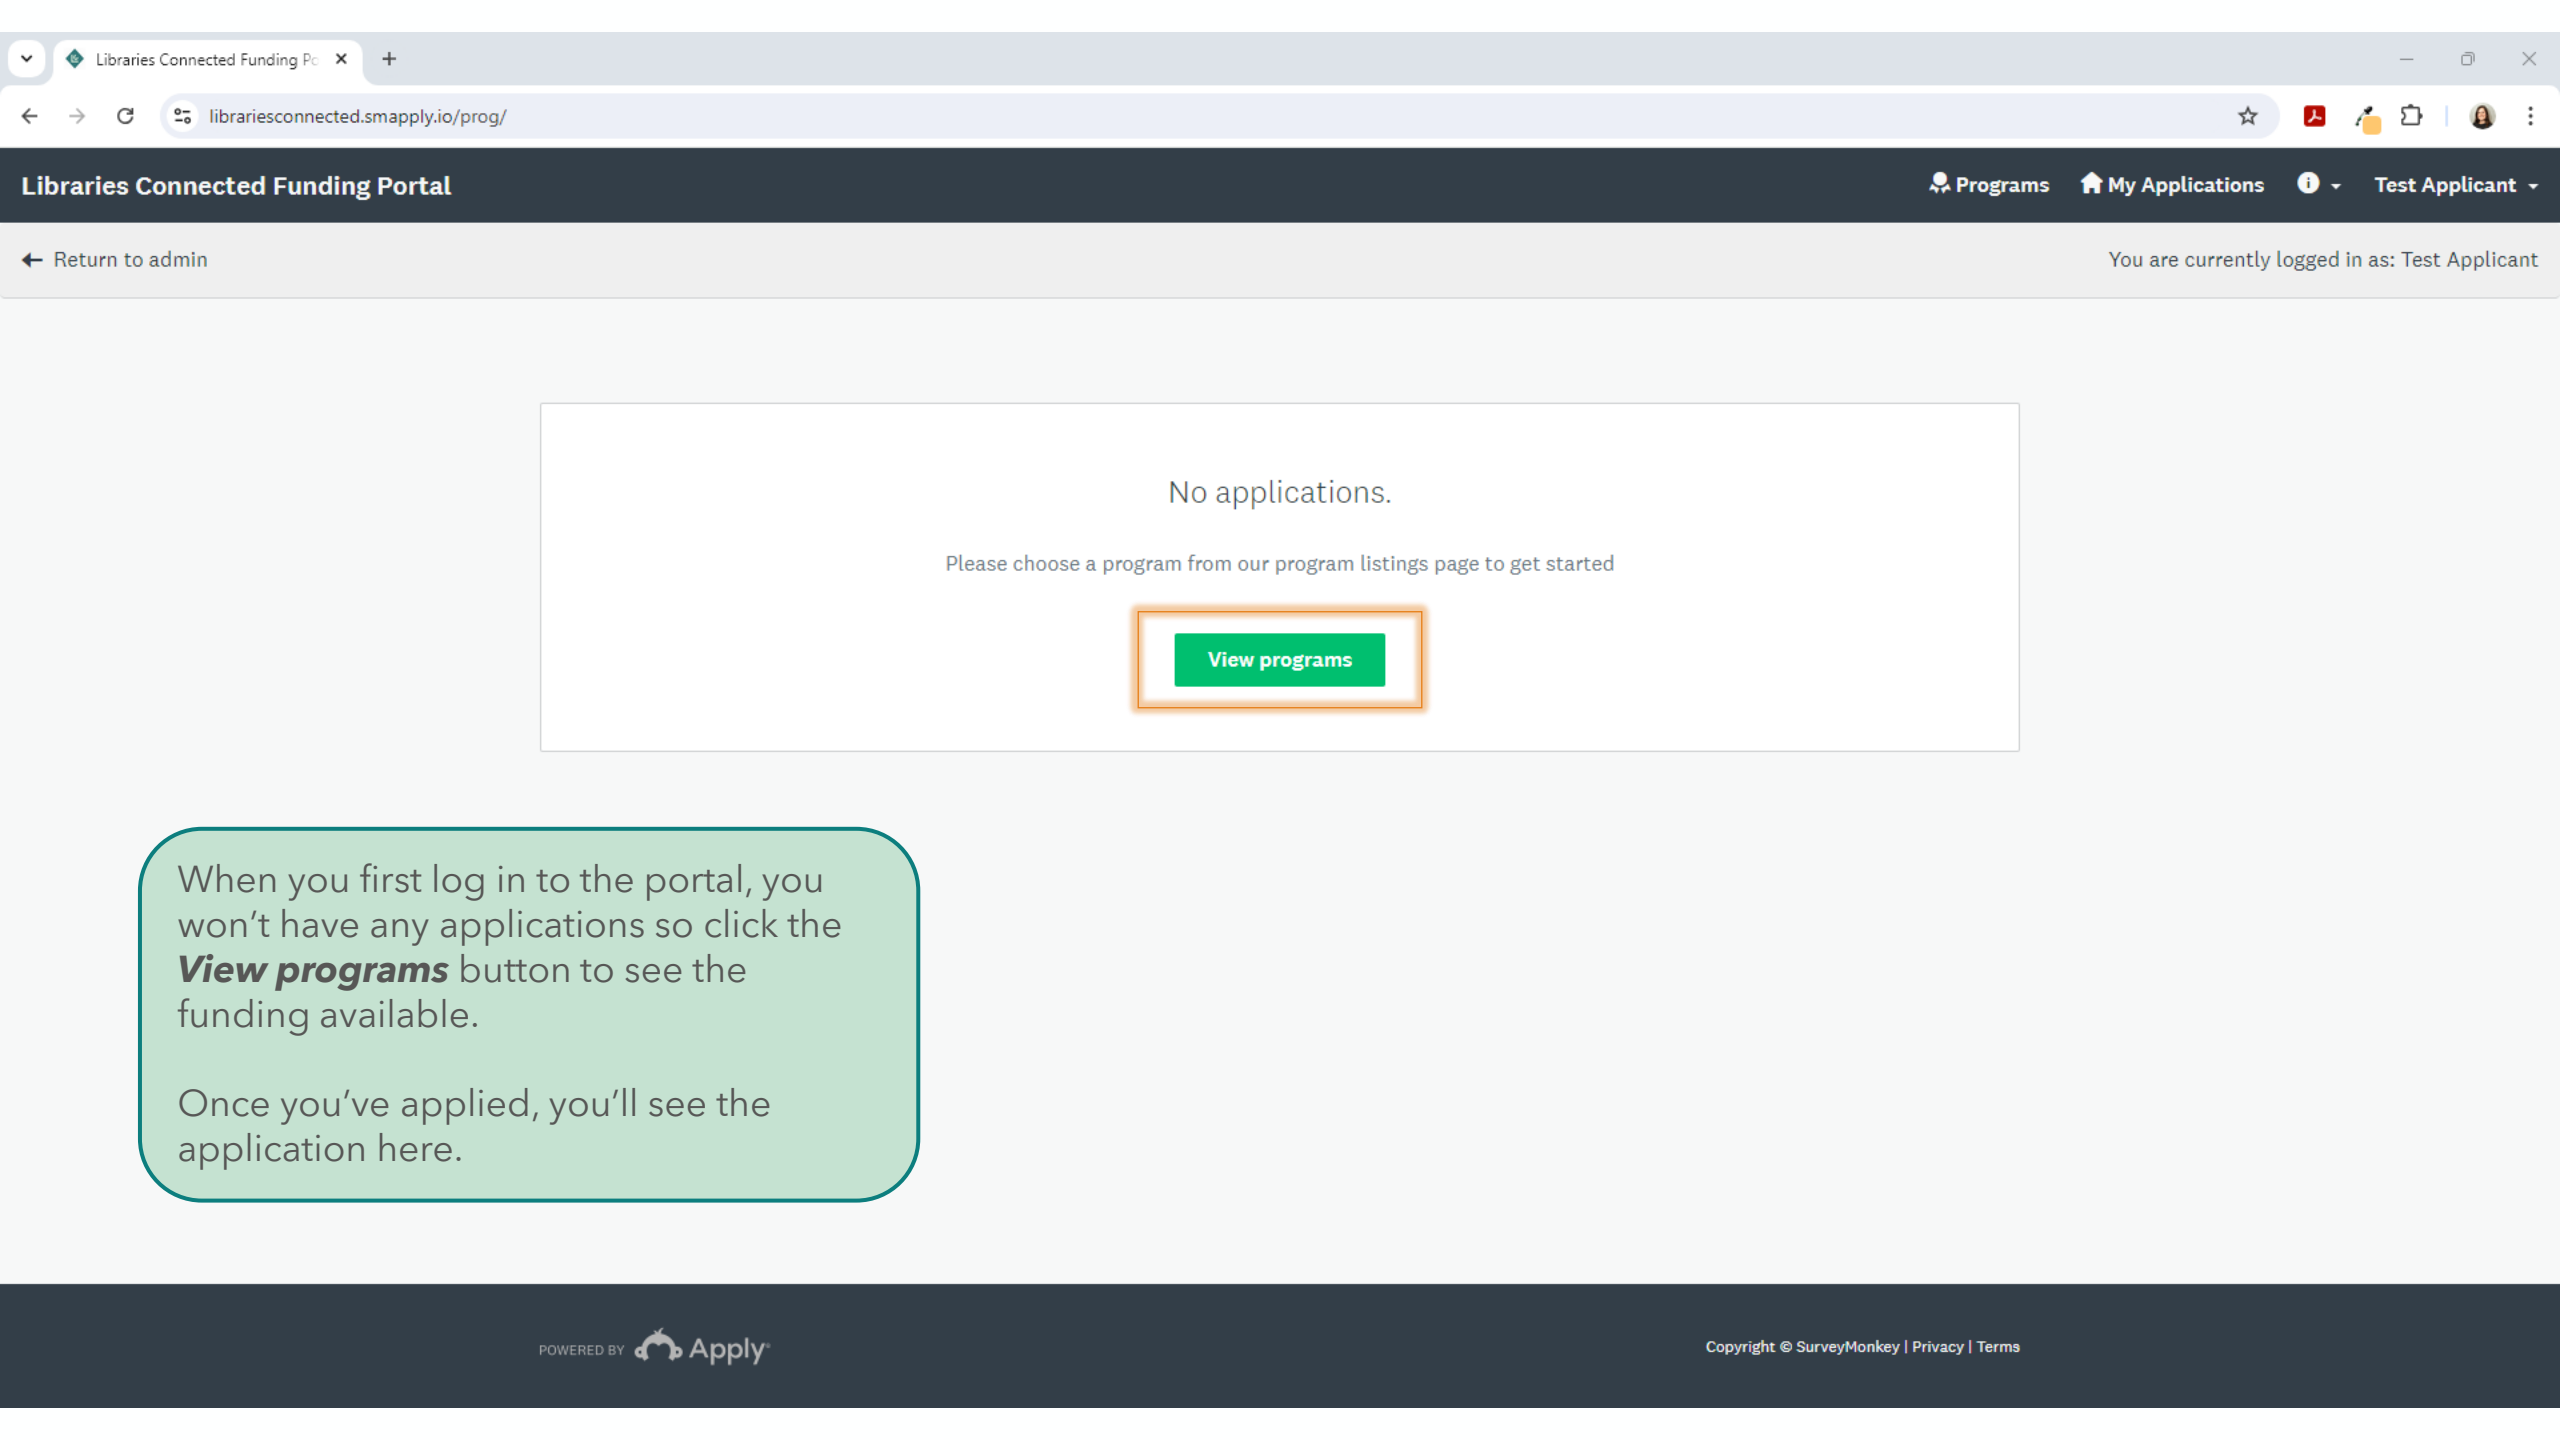 Libraries Connected Funding Po
librariesconnected.smapply.io/prog/
Libraries Connected Funding Portal
Programs
My Applications
Test Applicant
Return to admin
You are currently logged in as: Test Applicant
No applications.
Please choose a program from our program listings page to get started
View programs
When you first log in to the portal, you
won’t have any applications so click the
View programs button to see the
funding available.
Once you’ve applied, you’ll see the
application here.
POWERED BY Apply
Copyright © SurveyMonkey | Privacy | Terms